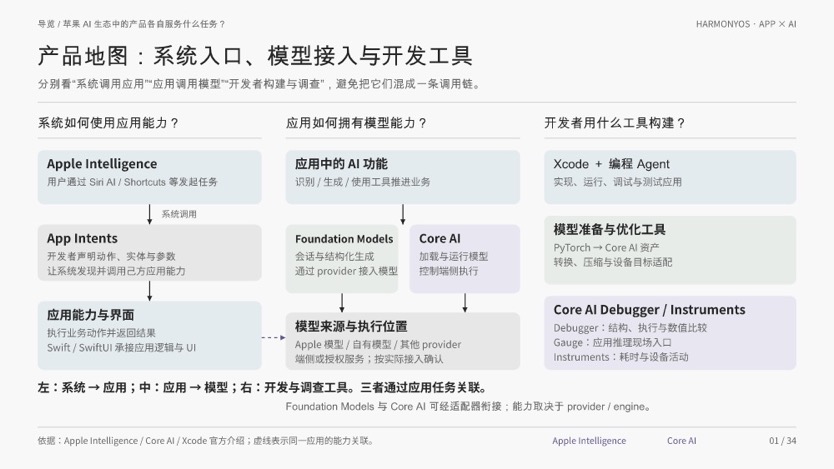 导览 / 苹果 AI 生态中的产品各自服务什么任务？
HARMONYOS · APP × AI
产品地图：系统入口、模型接入与开发工具
分别看“系统调用应用”“应用调用模型”“开发者构建与调查”，避免把它们混成一条调用链。
系统如何使用应用能力？
Apple Intelligence
用户通过 Siri AI / Shortcuts 等发起任务
系统调用
App Intents
开发者声明动作、实体与参数
让系统发现并调用己方应用能力
应用能力与界面
执行业务动作并返回结果
Swift / SwiftUI 承接应用逻辑与 UI
应用如何拥有模型能力？
应用中的 AI 功能
识别 / 生成 / 使用工具推进业务
Foundation Models
会话与结构化生成
通过 provider 接入模型
Core AI
加载与运行模型
控制端侧执行
模型来源与执行位置
Apple 模型 / 自有模型 / 其他 provider
端侧或授权服务；按实际接入确认
开发者用什么工具构建？
Xcode + 编程 Agent
实现、运行、调试与测试应用
模型准备与优化工具
PyTorch → Core AI 资产
转换、压缩与设备目标适配
Core AI Debugger / Instruments
Debugger：结构、执行与数值比较
Gauge：应用推理现场入口
Instruments：耗时与设备活动
左：系统 → 应用；中：应用 → 模型；右：开发与调查工具。三者通过应用任务关联。
Foundation Models 与 Core AI 可经适配器衔接；能力取决于 provider / engine。
依据：Apple Intelligence / Core AI / Xcode 官方介绍；虚线表示同一应用的能力关联。
Apple Intelligence
Core AI
01 / 34